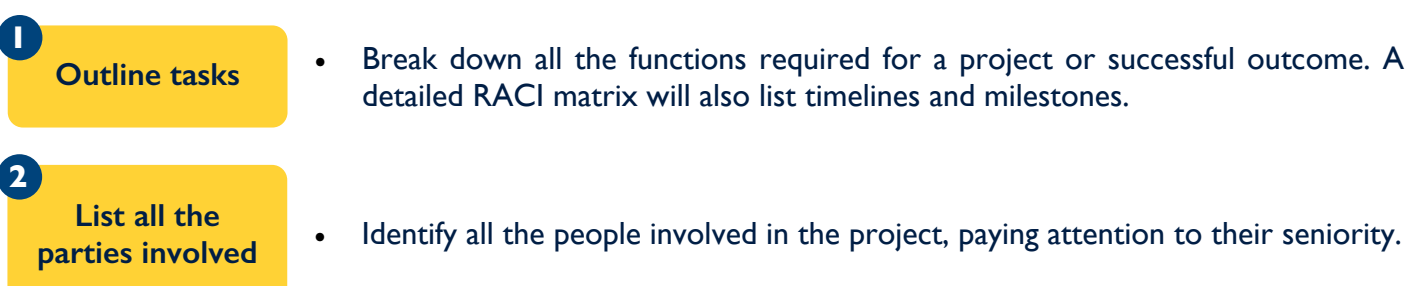 1
Outline tasks
• Break down all the functions required for a project or successful outcome. A
detailed RACI matrix will also list timelines and milestones.
2
List all the
parties involved
• Identify all the people involved in the project, paying attention to their seniority.